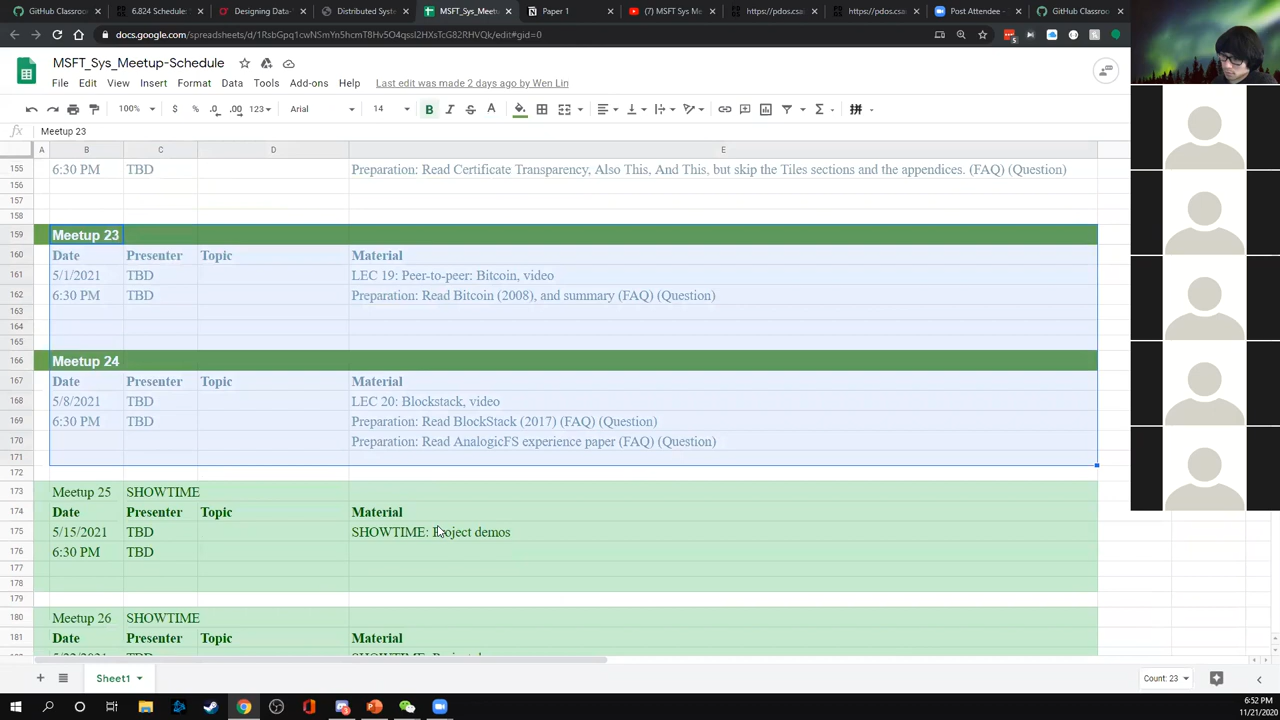 GitHub Classroom
6.824 Schedule:
Designing Data-
Distributed System
MSFT_Sys_Meetu
Paper 1
(7) MSFT Sys Me
https://pdos.csa
https://pdos.csa
Post Attendee -
GitHub Classroo
docs.google.com/spreadsheets/d/1RsbGpq1cwNSmYn5hcmT8Hv5O4qssl2HXsTcG82RHVQk/edit#gid=0
MSFT_Sys_Meetup-Schedule
File Edit View Insert Format Data Tools Add-ons Help Last edit was made 2 days ago by Wen Lin
100% $ % .0 .00 123 Arial 14 B I S A
fx Meetup 23
A B C D E
155 6:30 PM TBD Preparation: Read Certificate Transparency, Also This, And This, but skip the Tiles sections and the appendices. (FAQ) (Question)
156
157
158
159 Meetup 23
160 Date Presenter Topic Material
161 5/1/2021 TBD LEC 19: Peer-to-peer: Bitcoin, video
162 6:30 PM TBD Preparation: Read Bitcoin (2008), and summary (FAQ) (Question)
163
164
165
166 Meetup 24
167 Date Presenter Topic Material
168 5/8/2021 TBD LEC 20: Blockstack, video
169 6:30 PM TBD Preparation: Read BlockStack (2017) (FAQ) (Question)
170 Preparation: Read AnalogicFS experience paper (FAQ) (Question)
171
172
173 Meetup 25 SHOWTIME
174 Date Presenter Topic Material
175 5/15/2021 TBD SHOWTIME: Project demos
176 6:30 PM TBD
177
178
179
180 Meetup 26 SHOWTIME
181 Date Presenter Topic Material
Sheet1
Count: 23
6:52 PM
11/21/2020